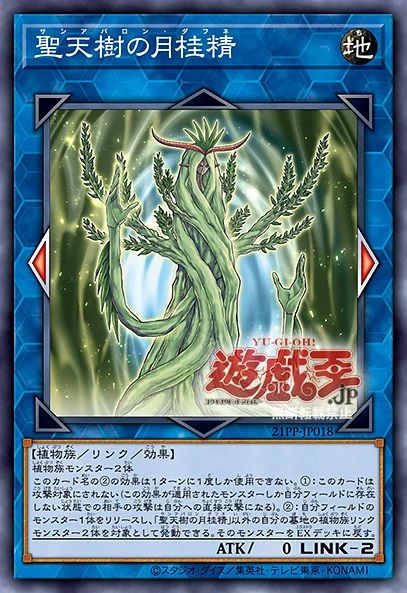 サンアバロン・ダフネ
聖天樹の月桂精
ち
地
YU-GI-OH!
遊戯王
.jp
無断転載禁止
21PP-JP018
【植物族／リンク／効果】
植物族モンスター2体
このカード名の②の効果は1ターンに1度しか使用できない。①：このカードは
攻撃対象にされない(この効果が適用されたモンスターしか自分フィールドに存在
しない状態での相手の攻撃は自分への直接攻撃になる)。②：自分フィールドの
モンスター1体をリリースし、「聖天樹の月桂精」以外の自分の墓地の植物族リンク
モンスター2体を対象として発動できる。そのモンスターをEXデッキに戻す。
ATK/ 0 LINK-2
©スタジオ・ダイス／集英社・テレビ東京・KONAMI